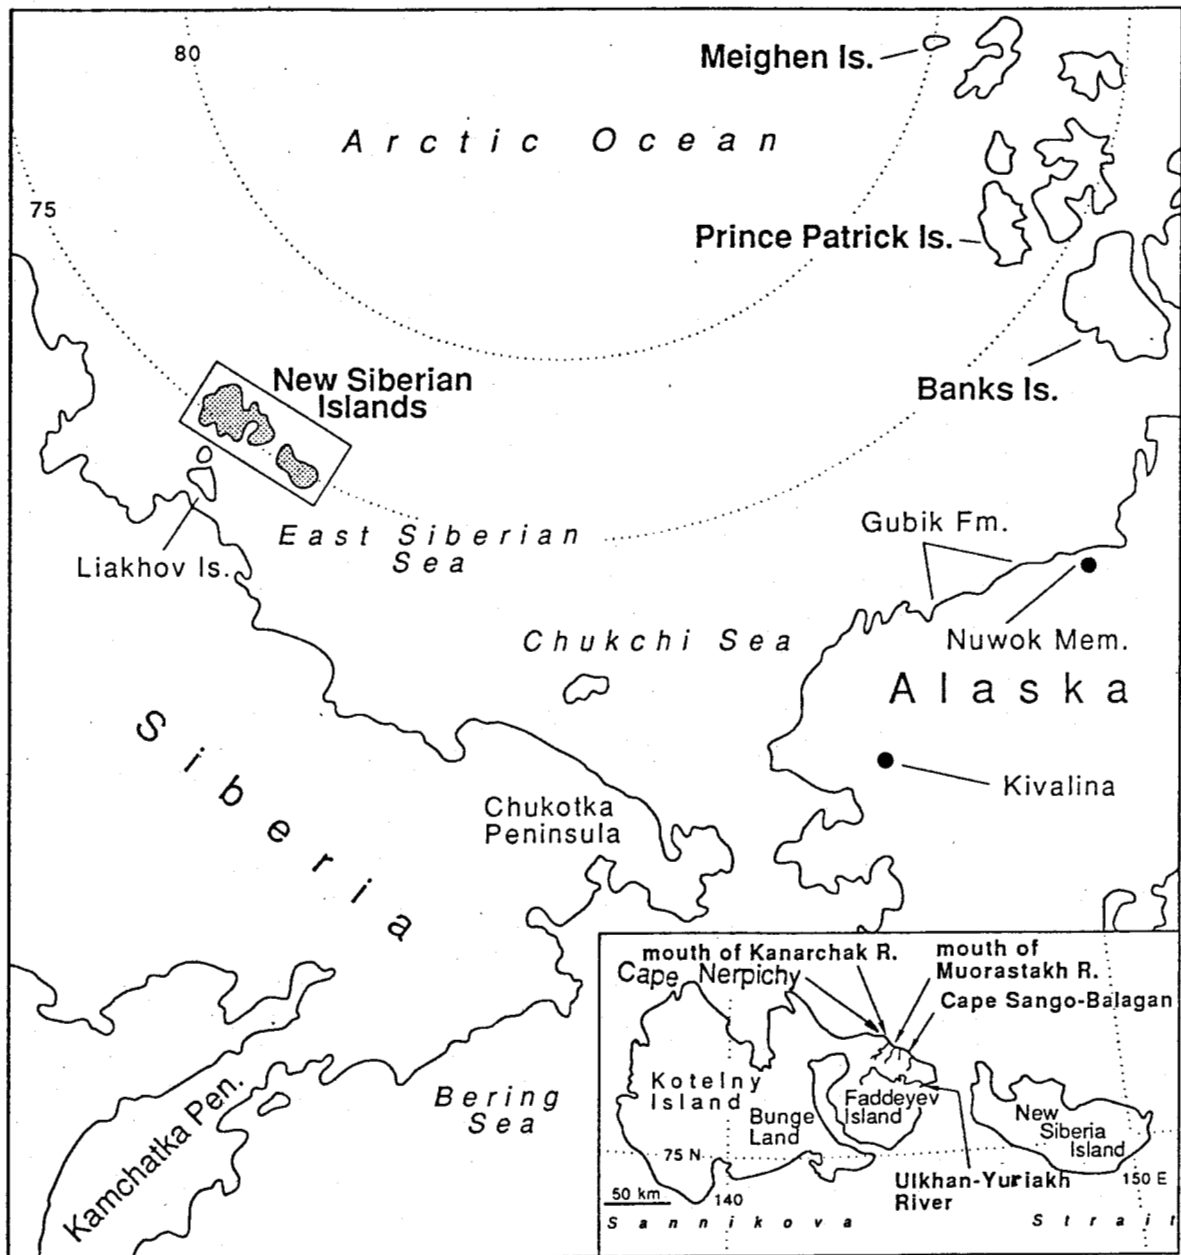 80
Meighen Is.
Arctic Ocean
75
Prince Patrick Is.
New Siberian
Islands
Banks Is.
East Siberian
Sea
Gubik Fm.
Liakhov Is.
Chukchi Sea
Nuwok Mem.
Alaska
Siberia
Kivalina
Chukotka
Peninsula
Bering
Sea
Kamchatka Pen.
mouth of Kanarchak R.
mouth of
Muorastakh R.
Cape Nerpichy
Cape Sango-Balagan
Kotelny
Island
Bunge
Land
Faddeyev
Island
New
Siberia
Island
75 N
Ulkhan-Yuriakh
River
150 E
50 km
140
Sannikova Strait